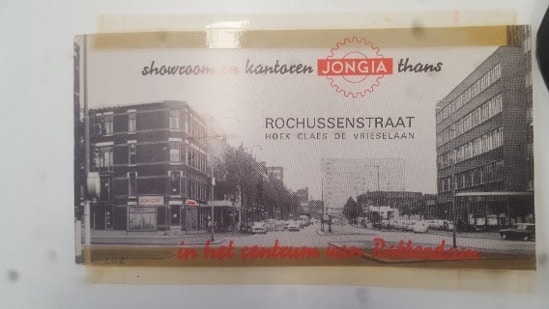 showroom en kantoren JONGIA thans
ROCHUSSENSTRAAT
HOEK CLAES DE VRIESELAAN
JONGIA
in het centrum van Rotterdam